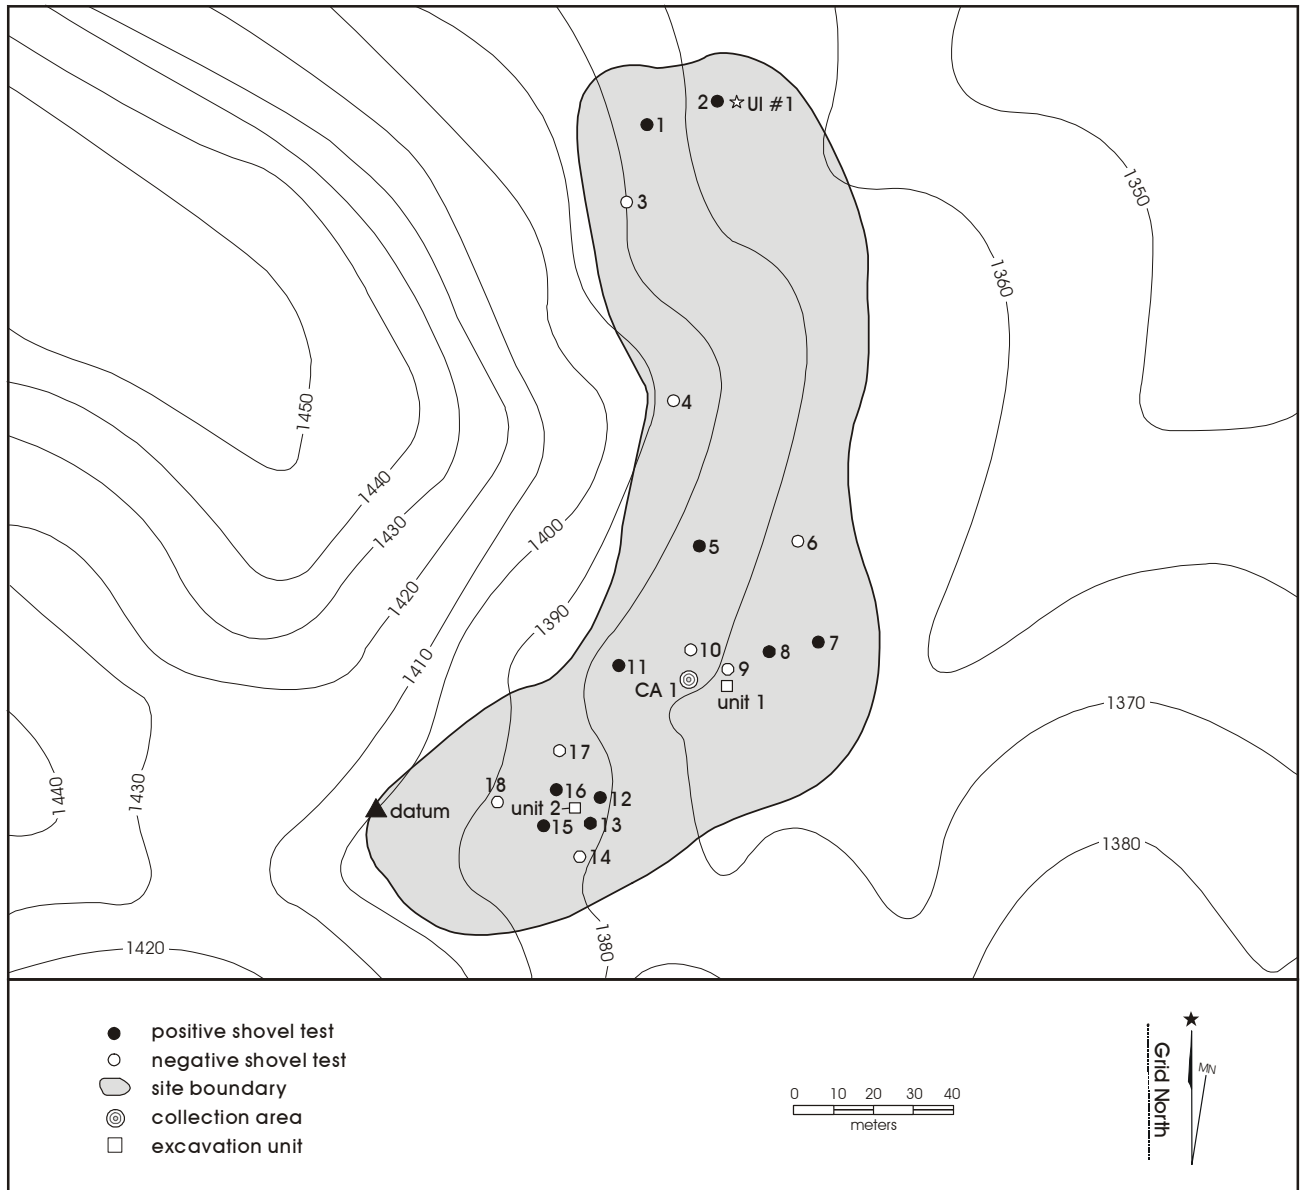 2 UI #1
1
3
1350
1360
4
1450
1440
1430
1400
5
6
1420
1390
1410
10
7
8
11
9
CA 1
unit 1
1370
17
18
16
12
1440
1430
unit 2
datum
15
13
14
1380
1380
1420
positive shovel test
negative shovel test
site boundary
collection area
excavation unit
0 10 20 30 40
meters
Grid North
MN